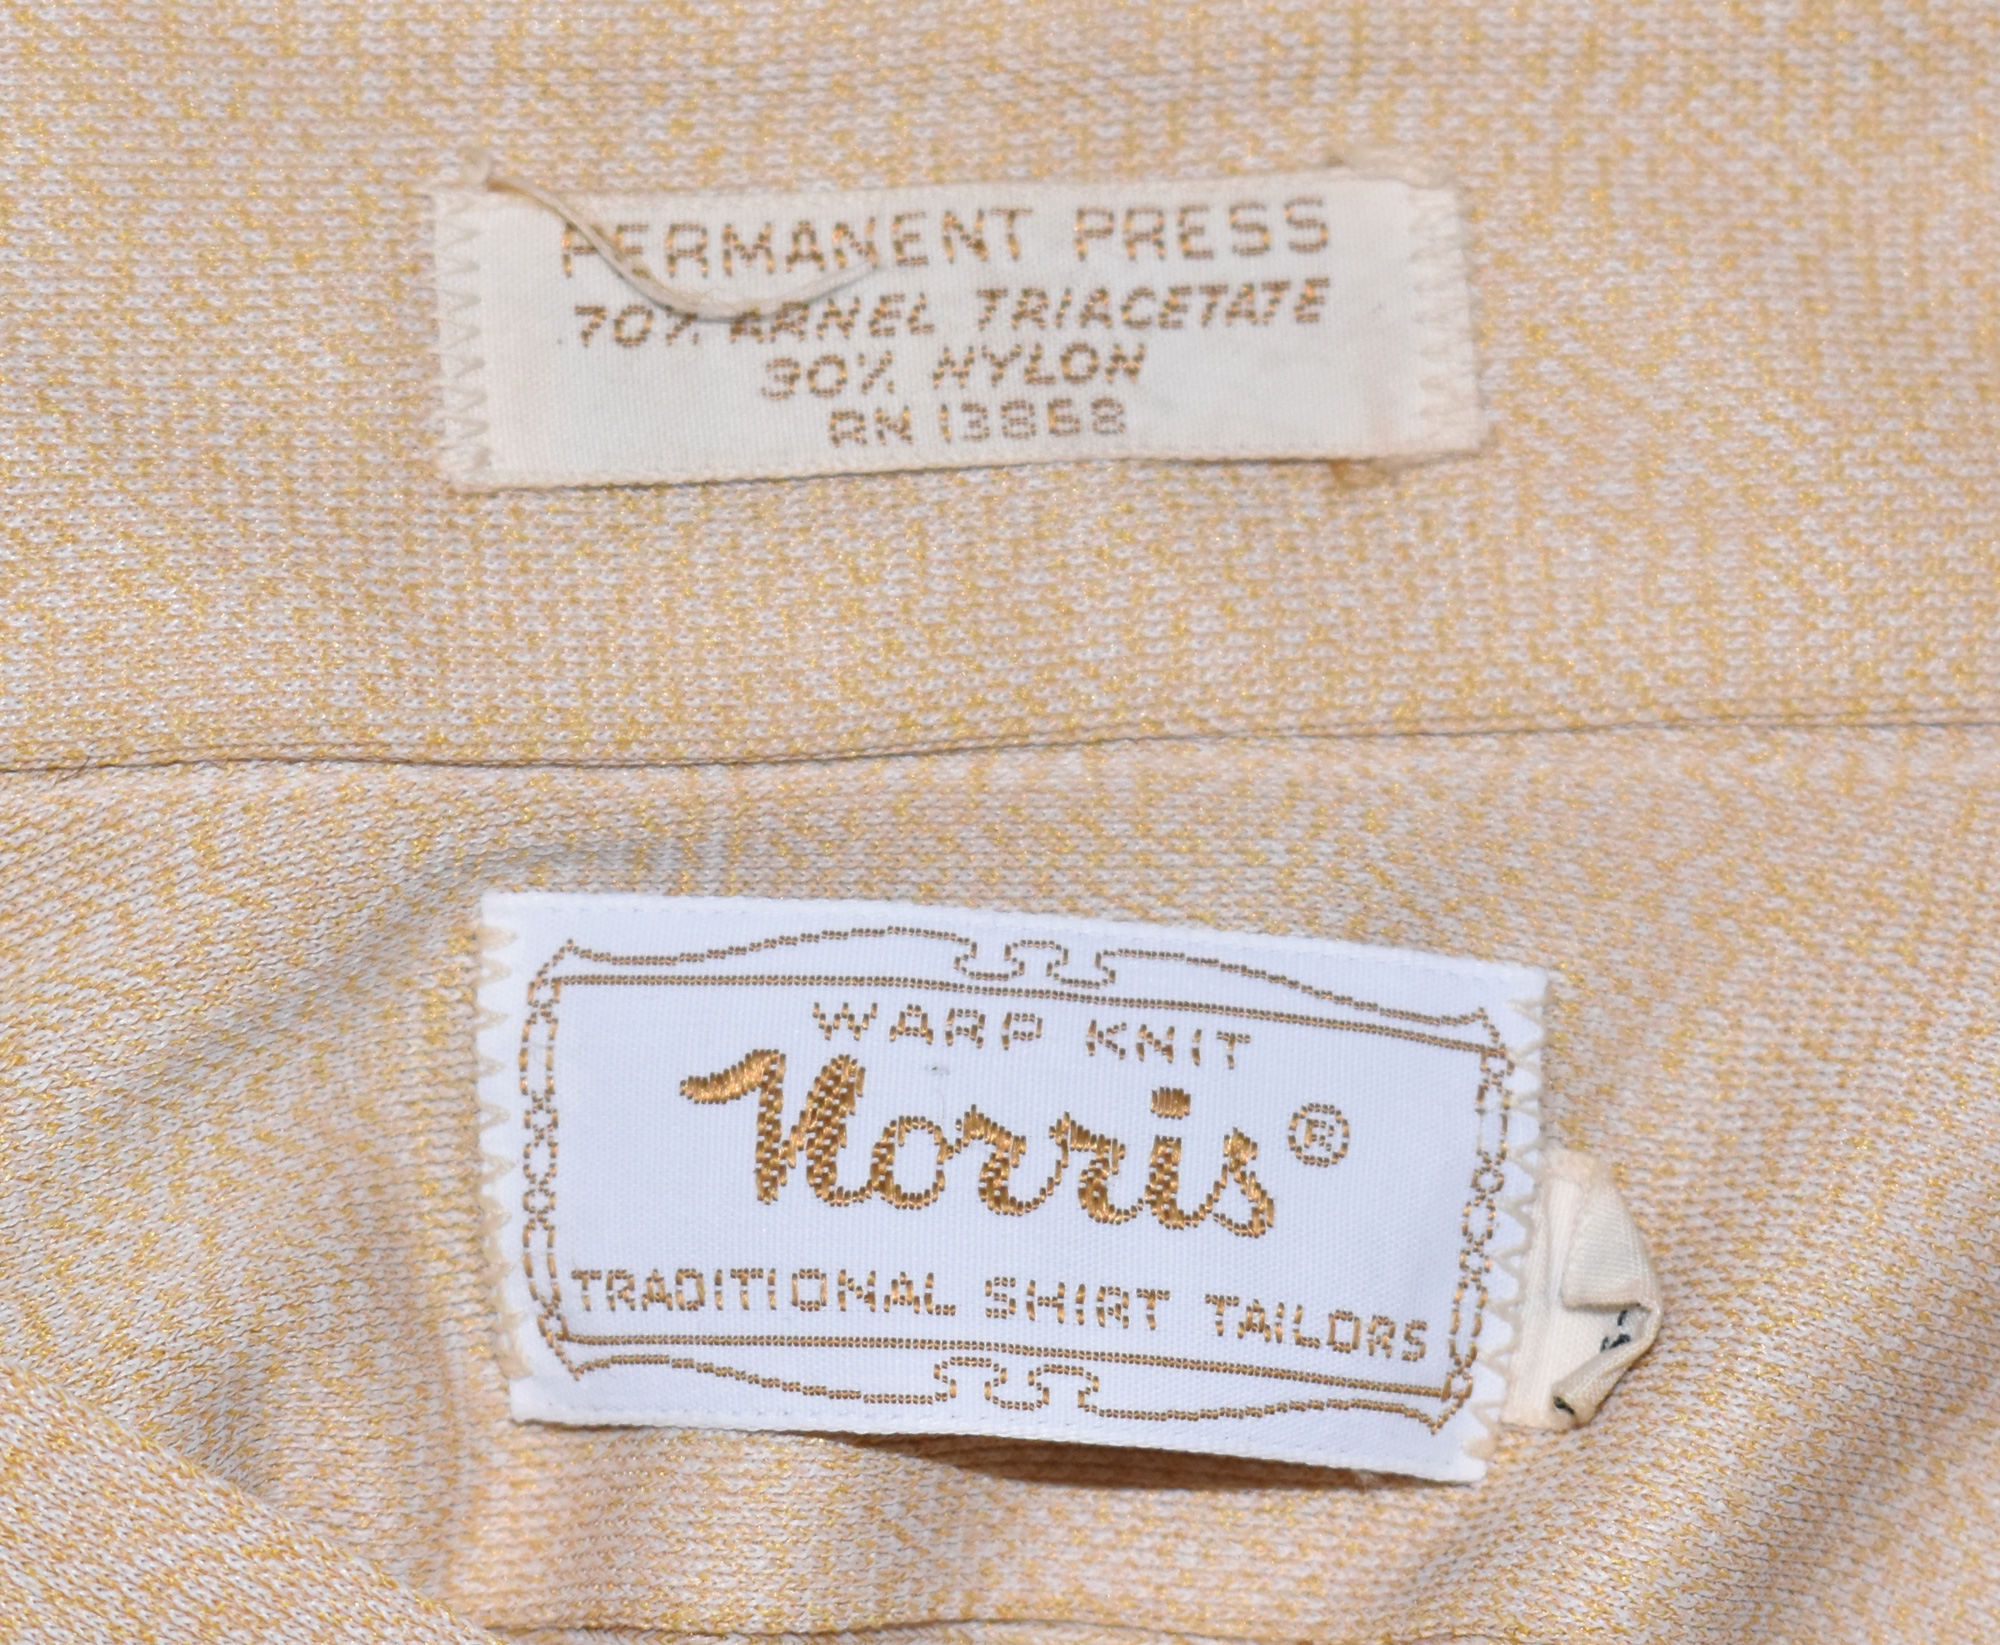 PERMANENT PRESS
70% ARNEL TRIACETATE
30% NYLON
RN 13868
WARP KNIT
Norris®
TRADITIONAL SHIRT TAILORS